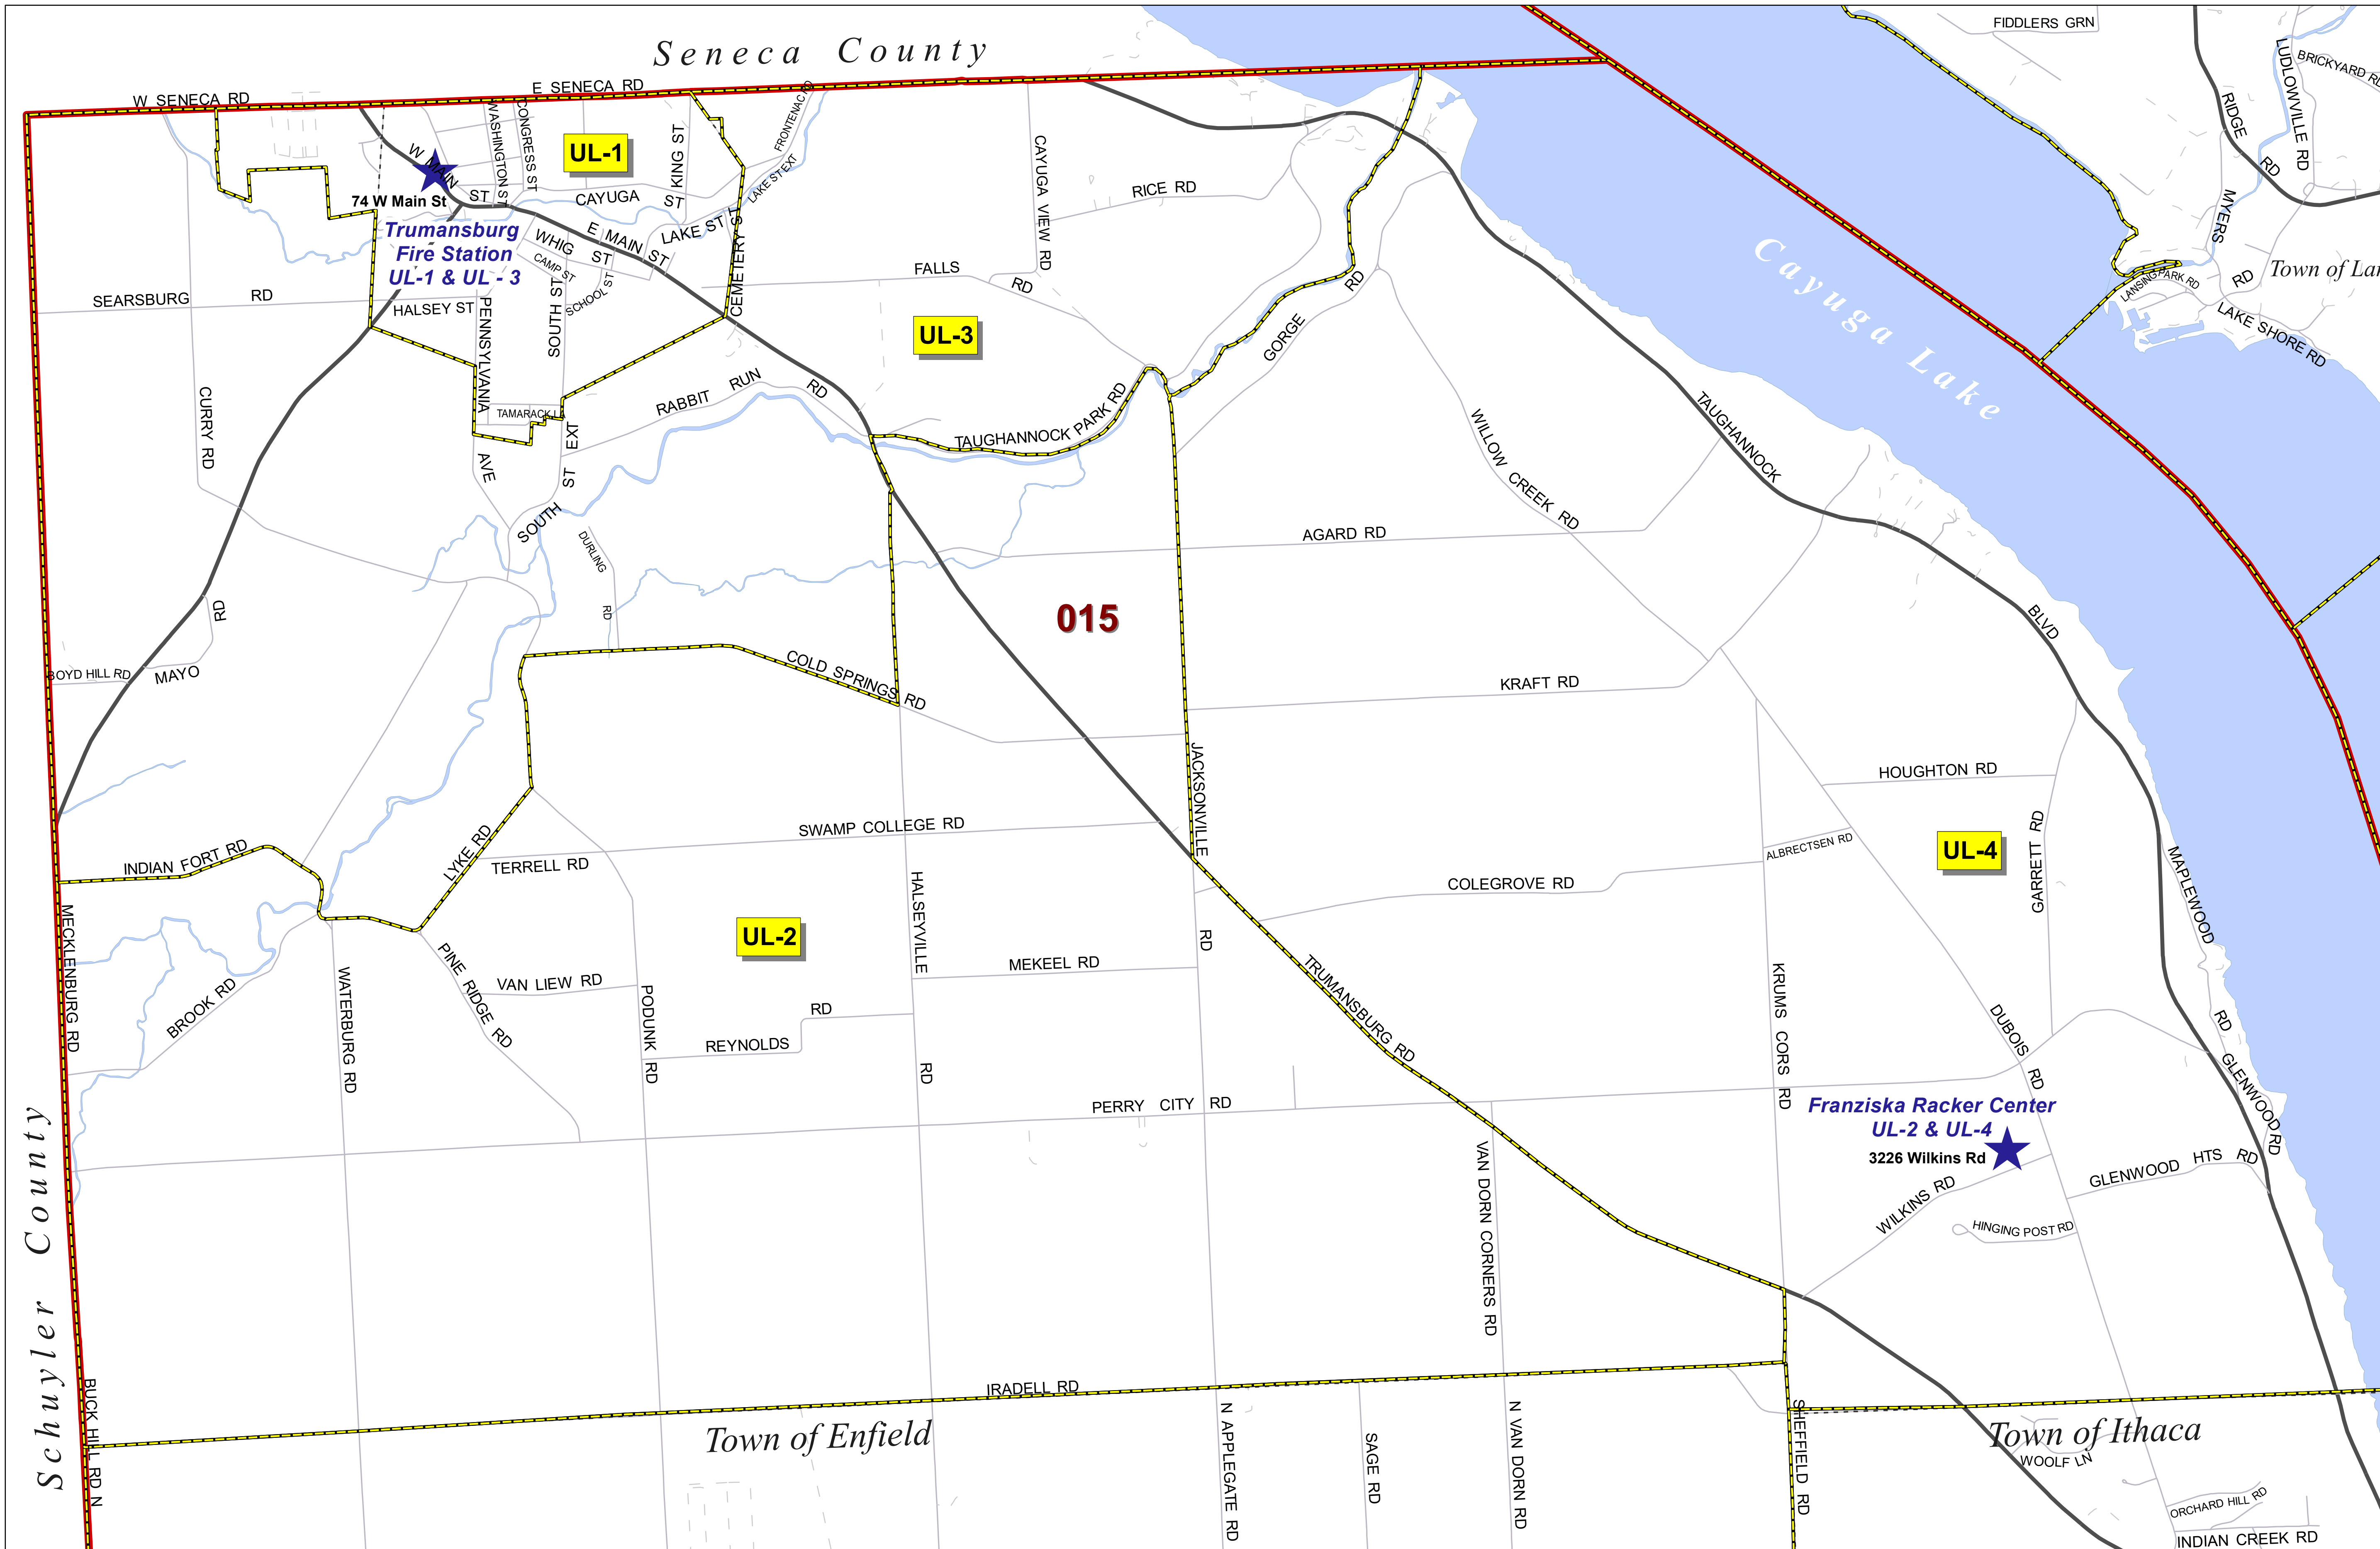 Seneca County
FIDDLERS GRN
LUDLOWVILLE RD
RIDGE RD
W SENECA RD
E SENECA RD
FRONTENAC RD
WASHINGTON ST
CONGRESS ST
UL-1
KING ST
CAYUGA VIEW RD
W MAIN ST
LAKE ST EXT
RICE RD
74 W Main St
CAYUGA ST
MYERS RD
Trumansburg
Fire Station
UL-1 & UL - 3
WHIG ST
E MAIN ST
LAKE ST
CEMETERY ST
CAMP ST
SCHOOL ST
FALLS RD
Cayuga Lake
LANSING PARK RD
LAKE SHORE RD
SEARSBURG RD
HALSEY ST
PENNSYLVANIA AVE
SOUTH ST
UL-3
GORGE RD
CURRY RD
TAMARACK
RABBIT RUN RD
TAUGHANNOCK PARK RD
WILLOW CREEK RD
TAUGHANNOCK BLVD
SOUTH ST EXT
DURLING RD
AGARD RD
015
BOYD HILL RD
MAYO RD
COLD SPRINGS RD
KRAFT RD
JACKSONVILLE RD
HOUGHTON RD
INDIAN FORT RD
LYKE RD
TERRELL RD
SWAMP COLLEGE RD
HALSEYVILLE RD
ALBRECTSEN RD
UL-4
GARRETT RD
MAPLEWOOD RD
COLEGROVE RD
MECKLENBURG RD
UL-2
BROOK RD
WATERBURG RD
PINE RIDGE RD
VAN LIEW RD
PODUNK RD
MEKEEL RD
REYNOLDS RD
TRUMANSBURG RD
KRUMS CORS RD
DUBOIS RD
GLENWOOD RD
PERRY CITY RD
Franziska Racker Center
UL-2 & UL-4
3226 Wilkins Rd
Schuyler County
VAN DORN CORNERS RD
WILKINS RD
GLENWOOD HTS RD
HINGING POST RD
BUCK HILL RD N
IRADELL RD
Town of Enfield
N APPLEGATE RD
SAGE RD
N VAN DORN RD
SHEFFIELD RD
Town of Ithaca
WOOLF LN
ORCHARD HILL RD
INDIAN CREEK RD